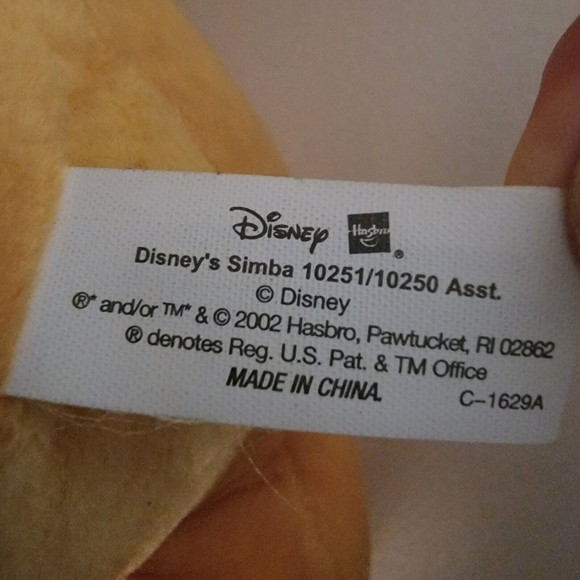 Disney Hasbro ®
Disney's Simba 10251/10250 Asst.
© Disney
®* and/or TM* & © 2002 Hasbro, Pawtucket, RI 02862
® denotes Reg. U.S. Pat. & TM Office
MADE IN CHINA.
C-1629A